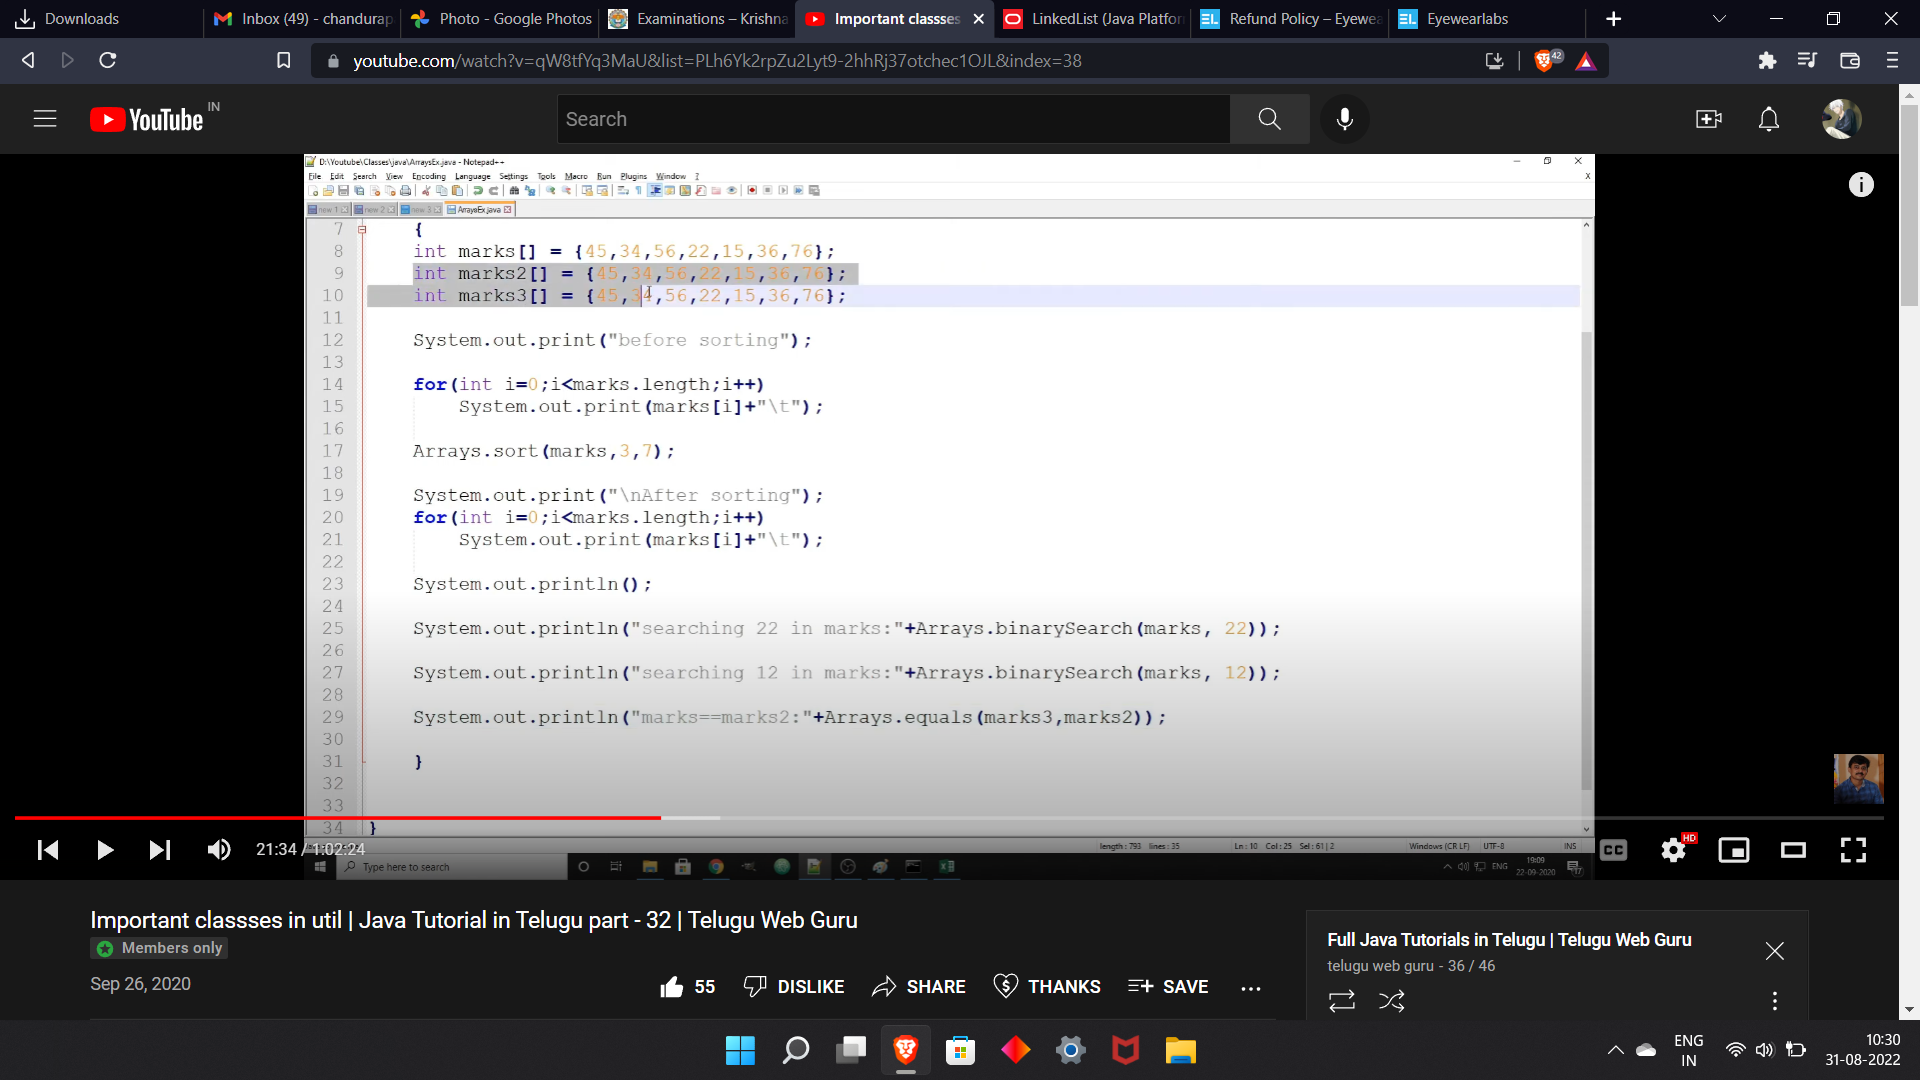 Downloads
Inbox (49) - chandurap
Photo - Google Photos
Examinations – Krishna
Important classses
LinkedList (Java Platfor
EL Refund Policy – Eyewea
EL Eyewearlabs
youtube.com/watch?v=qW8tfYq3MaU&list=PLh6Yk2rpZu2Lyt9-2hhRj37otchec1OJL&index=38
42
YouTube IN
Search
D:\Youtube\Classes\java\ArraysEx.java - Notepad++
File Edit Search View Encoding Language Settings Tools Macro Run Plugins Window ?
X
new 1 new 2 new 3 ArraysEx.java
7 {
8 int marks[] = {45,34,56,22,15,36,76};
9 int marks2[] = {45,34,56,22,15,36,76};
10 int marks3[] = {45,34,56,22,15,36,76};
11
12 System.out.print("before sorting");
13
14 for(int i=0;i<marks.length;i++)
15 System.out.print(marks[i]+"\t");
16
17 Arrays.sort(marks,3,7);
18
19 System.out.print("\nAfter sorting");
20 for(int i=0;i<marks.length;i++)
21 System.out.print(marks[i]+"\t");
22
23 System.out.println();
24
25 System.out.println("searching 22 in marks:"+Arrays.binarySearch(marks, 22));
26
27 System.out.println("searching 12 in marks:"+Arrays.binarySearch(marks, 12));
28
29 System.out.println("marks==marks2:"+Arrays.equals(marks3,marks2));
30
31 }
32
33
34 }
length : 793 lines : 35 Ln : 10 Col : 25 Sel : 61 | 2 Windows (CR LF) UTF-8 INS
21:34 / 1:02:24
CC HD
Type here to search
ENG
19:09
22-09-2020
Important classses in util | Java Tutorial in Telugu part - 32 | Telugu Web Guru
Members only
Sep 26, 2020
55 DISLIKE SHARE THANKS SAVE ...
Full Java Tutorials in Telugu | Telugu Web Guru
telugu web guru - 36 / 46
ENG
IN
10:30
31-08-2022